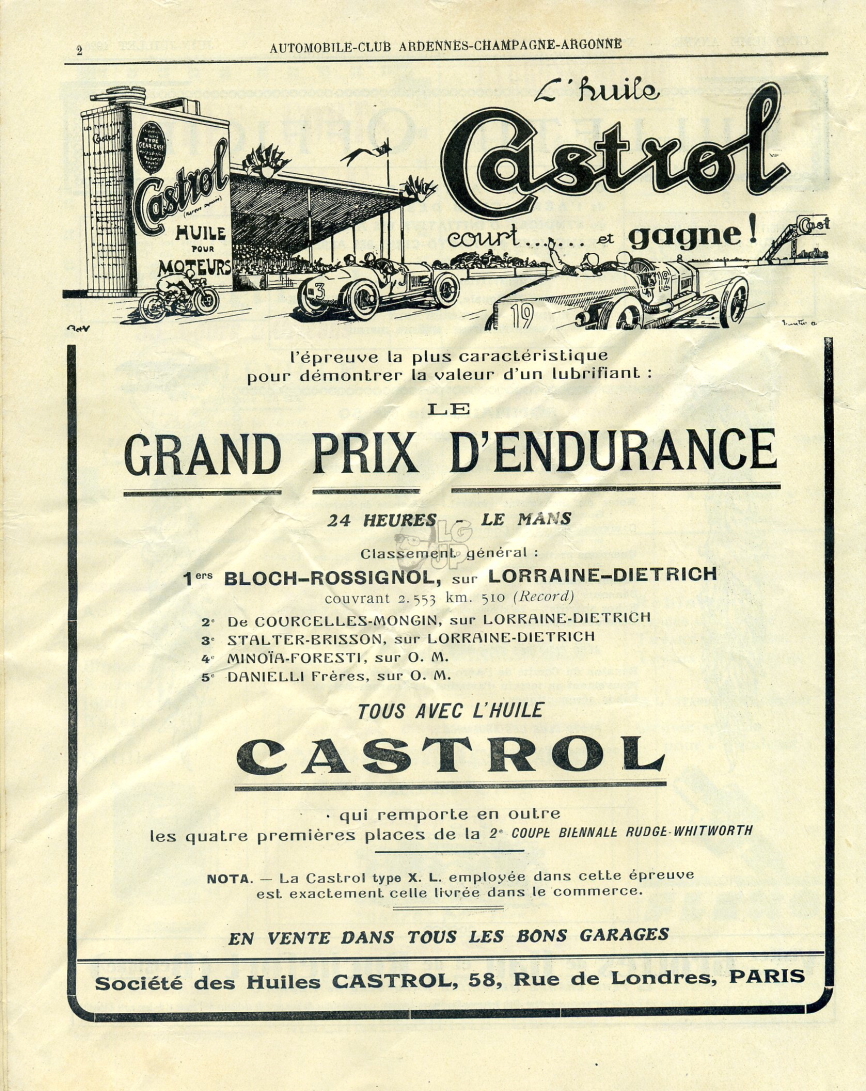 2
AUTOMOBILE-CLUB ARDENNES-CHAMPAGNE-ARGONNE
L'huile
Castrol
court...... et gagne!
Castrol
Castrol
HUILE
POUR
MOTEURS
Cast
3
3
19
19
l'épreuve la plus caractéristique
pour démontrer la valeur d'un lubrifiant :
LE
GRAND PRIX D'ENDURANCE
24 HEURES - LE MANS
LG
UP
Classement général :
1ers BLOCH-ROSSIGNOL, sur LORRAINE-DIETRICH
couvrant 2.553 km. 510 (Record)
2e De COURCELLES-MONGIN, sur LORRAINE-DIETRICH
3e STALTER-BRISSON, sur LORRAINE-DIETRICH
4e MINOÏA-FORESTI, sur O. M.
5e DANIELLI Frères, sur O. M.
TOUS AVEC L'HUILE
CASTROL
qui remporte en outre
les quatre premières places de la 2e COUPE BIENNALE RUDGE-WHITWORTH
NOTA. — La Castrol type X. L. employée dans cette épreuve
est exactement celle livrée dans le commerce.
EN VENTE DANS TOUS LES BONS GARAGES
Société des Huiles CASTROL, 58, Rue de Londres, PARIS